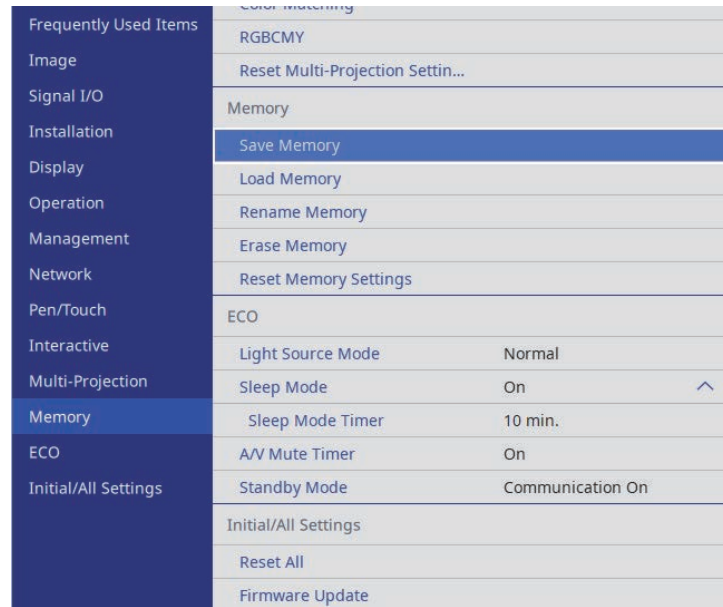 Frequently Used Items
Image
Signal I/O
Installation
Display
Operation
Management
Network
Pen/Touch
Interactive
Multi-Projection
Memory
ECO
Initial/All Settings
Color Matching
RGBCMY
Reset Multi-Projection Settin...
Memory
Save Memory
Load Memory
Rename Memory
Erase Memory
Reset Memory Settings
ECO
Light Source Mode Normal
Sleep Mode On
Sleep Mode Timer 10 min.
A/V Mute Timer On
Standby Mode Communication On
Initial/All Settings
Reset All
Firmware Update